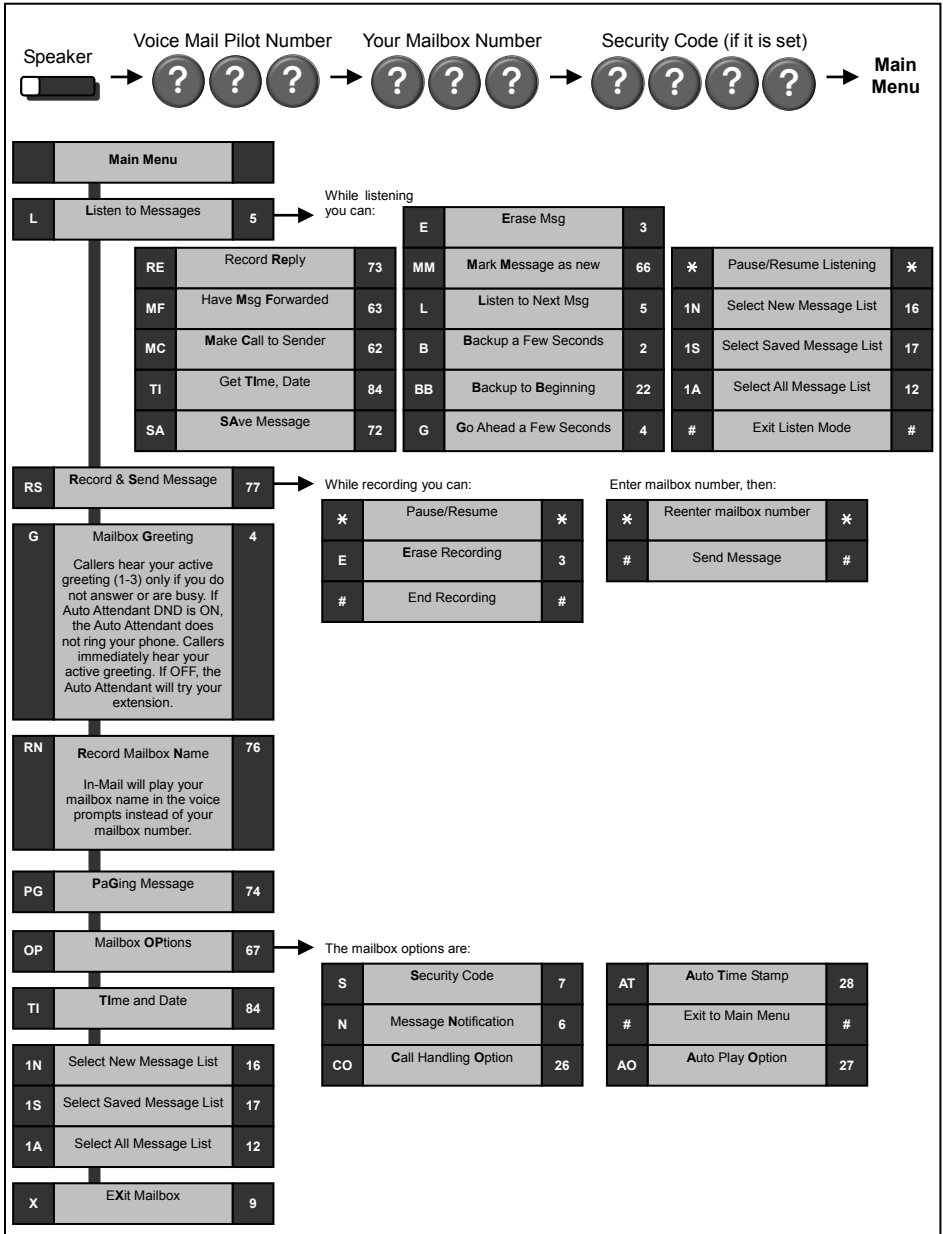 Speaker
Voice Mail Pilot Number
Your Mailbox Number
Security Code (if it is set)
? ? ?
? ? ?
? ? ? ?
Main
Menu
Main Menu
L Listen to Messages 5
While listening
you can:
RE Record Reply 73
MF Have Msg Forwarded 63
MC Make Call to Sender 62
TI Get TIme, Date 84
SA SAve Message 72
E Erase Msg 3
MM Mark Message as new 66
L Listen to Next Msg 5
B Backup a Few Seconds 2
BB Backup to Beginning 22
G Go Ahead a Few Seconds 4
* Pause/Resume Listening *
1N Select New Message List 16
1S Select Saved Message List 17
1A Select All Message List 12
# Exit Listen Mode #
RS Record & Send Message 77
While recording you can:
* Pause/Resume *
E Erase Recording 3
# End Recording #
Enter mailbox number, then:
* Reenter mailbox number *
# Send Message #
G Mailbox Greeting 4
Callers hear your active
greeting (1-3) only if you do
not answer or are busy. If
Auto Attendant DND is ON,
the Auto Attendant does
not ring your phone. Callers
immediately hear your
active greeting. If OFF, the
Auto Attendant will try your
extension.
RN Record Mailbox Name 76
In-Mail will play your
mailbox name in the voice
prompts instead of your
mailbox number.
PG PaGing Message 74
OP Mailbox OPtions 67
The mailbox options are:
S Security Code 7
N Message Notification 6
CO Call Handling Option 26
AT Auto Time Stamp 28
# Exit to Main Menu #
AO Auto Play Option 27
TI TIme and Date 84
1N Select New Message List 16
1S Select Saved Message List 17
1A Select All Message List 12
X EXit Mailbox 9